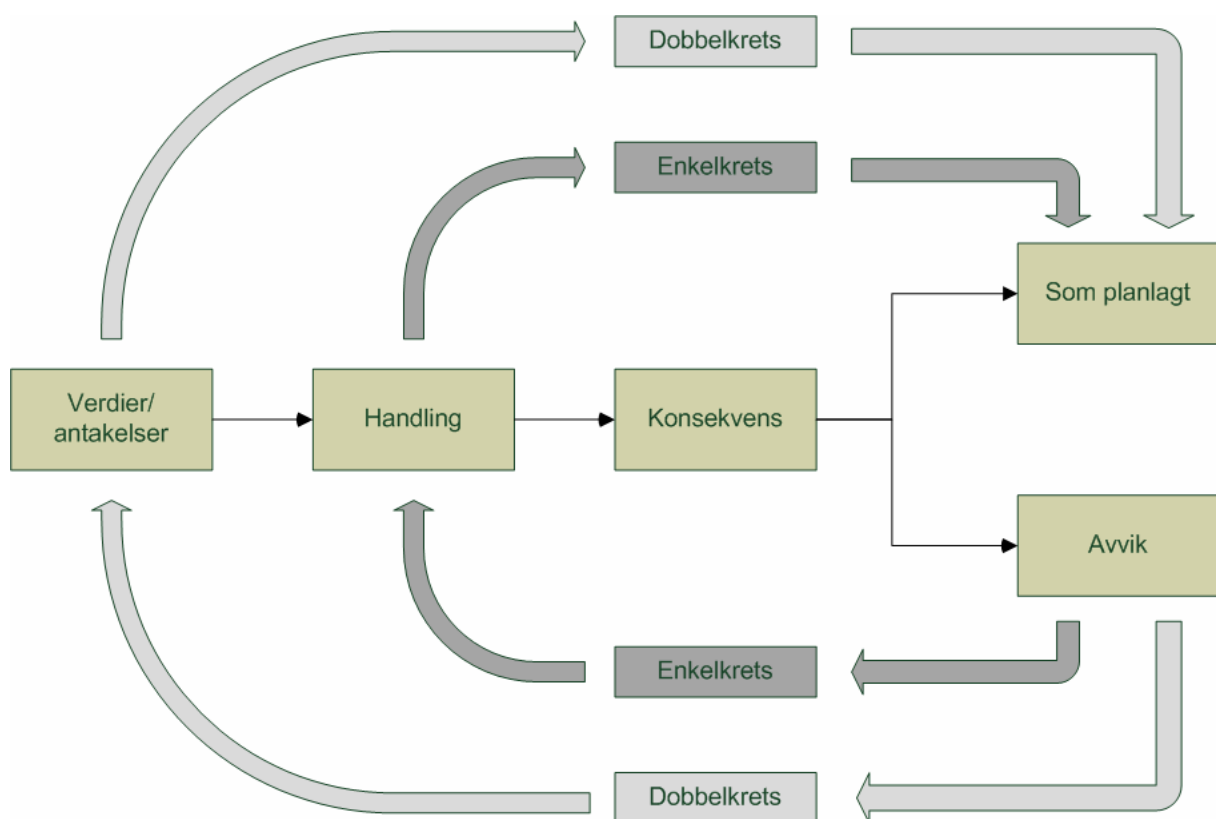 Dobbelkrets
Enkelkrets
Som planlagt
Verdier/
antakelser
Handling
Konsekvens
Avvik
Enkelkrets
Dobbelkrets